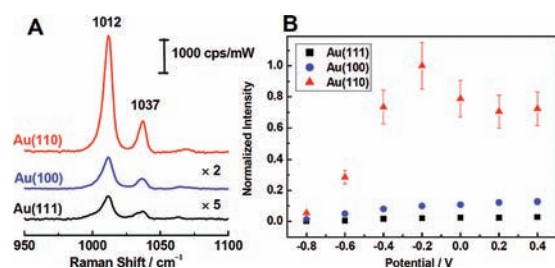 A
1012
1000 cps/mW
1037
Au(110)
Au(100)
× 2
Au(111)
× 5
950
1000
1050
1100
Raman Shift / cm⁻¹
B
Normalized Intensity
1.0
0.8
0.6
0.4
0.2
0.0
Au(111)
Au(100)
Au(110)
-0.8 -0.6 -0.4 -0.2 0.0 0.2 0.4
Potential / V